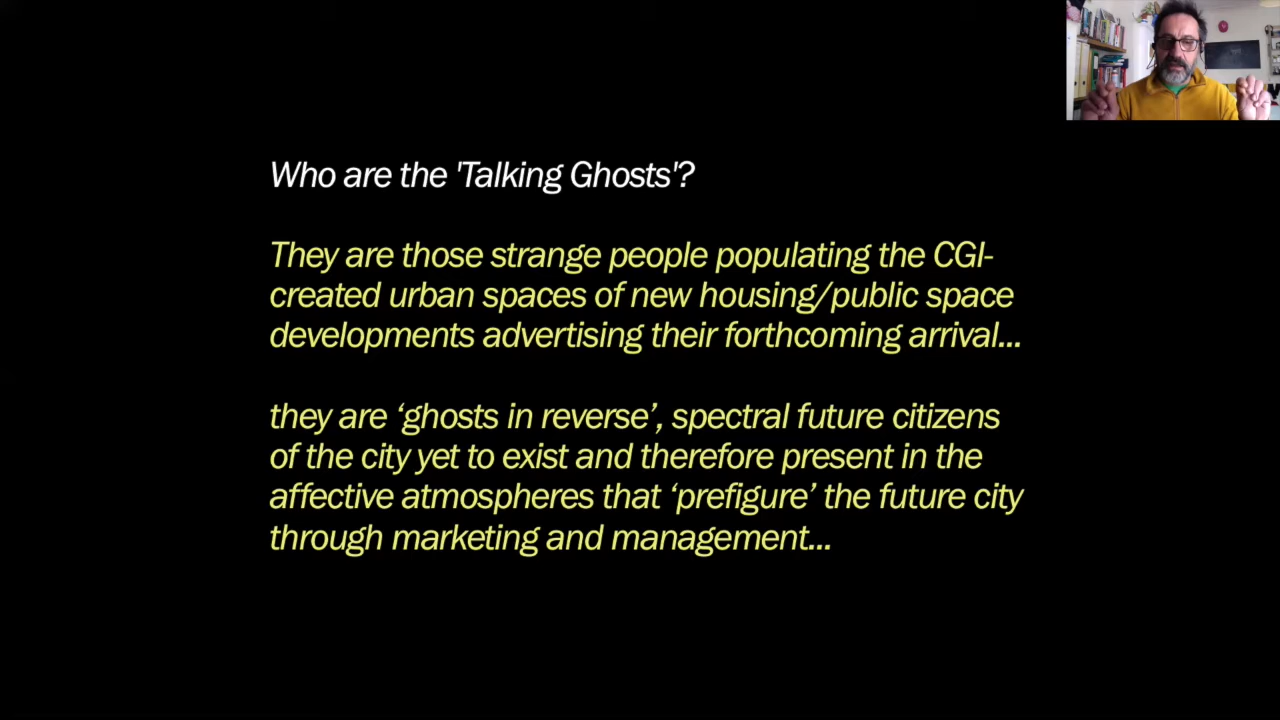 Who are the 'Talking Ghosts'?
They are those strange people populating the CGI-
created urban spaces of new housing/public space
developments advertising their forthcoming arrival...
they are ‘ghosts in reverse’, spectral future citizens
of the city yet to exist and therefore present in the
affective atmospheres that ‘prefigure’ the future city
through marketing and management...